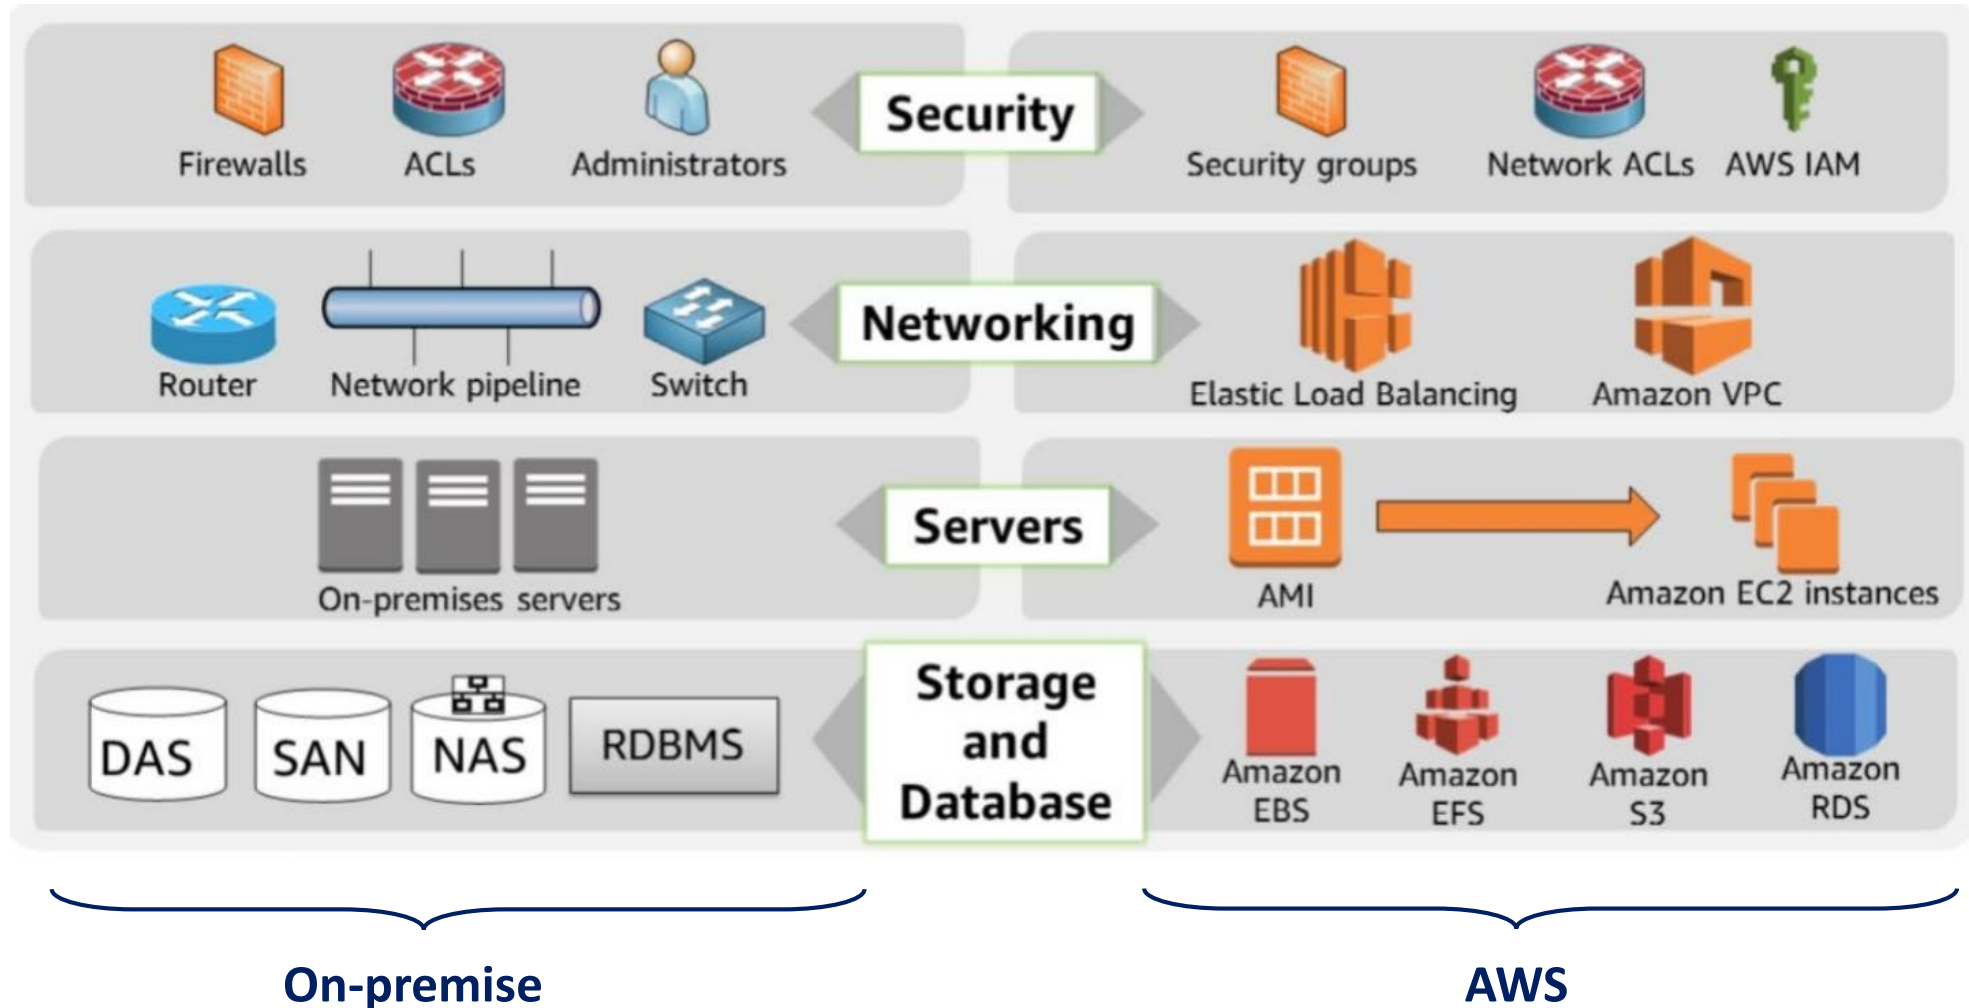 Security
Firewalls
ACLs
Administrators
Security groups
Network ACLs
AWS IAM
Networking
Router
Network pipeline
Switch
Elastic Load Balancing
Amazon VPC
Servers
On-premises servers
AMI
Amazon EC2 instances
Storage
and
Database
DAS
SAN
NAS
RDBMS
Amazon
EBS
Amazon
EFS
Amazon
S3
Amazon
RDS
On-premise
AWS